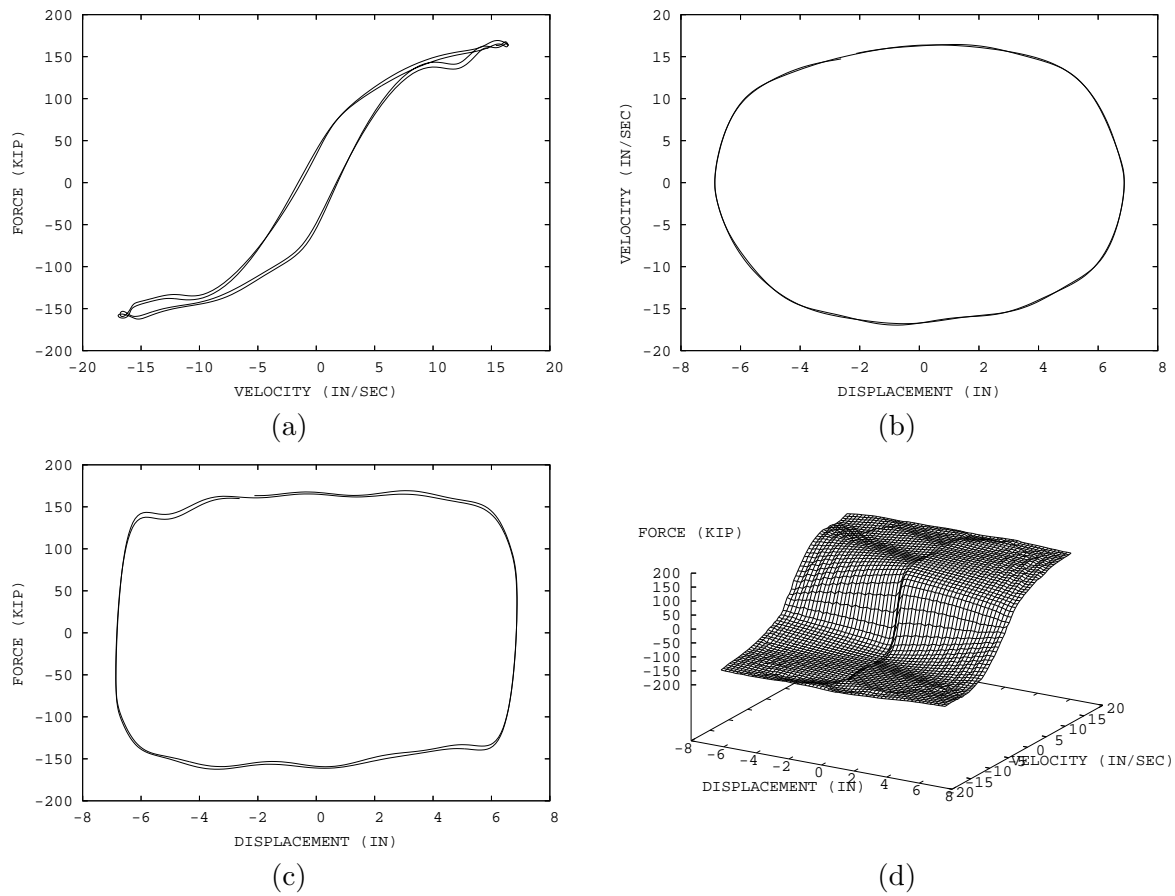 200
150
100
50
0
-50
-100
-150
-200
FORCE (KIP)
-20 -15 -10 -5 0 5 10 15 20
VELOCITY (IN/SEC)
(a)
20
15
10
5
0
-5
-10
-15
-20
VELOCITY (IN/SEC)
-8 -6 -4 -2 0 2 4 6 8
DISPLACEMENT (IN)
(b)
200
150
100
50
0
-50
-100
-150
-200
FORCE (KIP)
-8 -6 -4 -2 0 2 4 6 8
DISPLACEMENT (IN)
(c)
FORCE (KIP)
200
150
100
50
0
-50
-100
-150
-200
-8 -6 -4 -2 0 2 4 6 8
DISPLACEMENT (IN)
-20 -15 -10 -5 0 5 10 15 20
VELOCITY (IN/SEC)
(d)